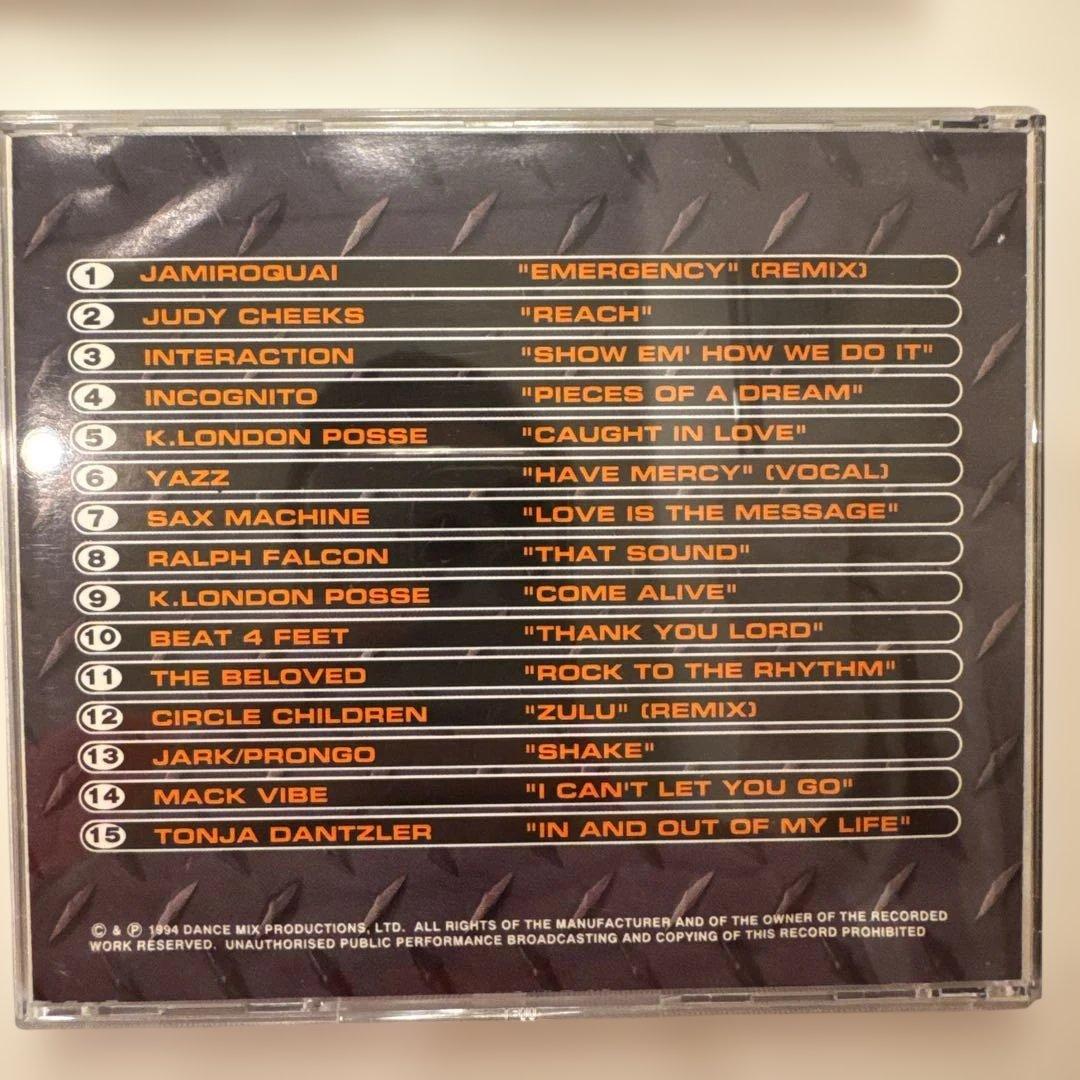 1 JAMIROQUAI "EMERGENCY" (REMIX)
2 JUDY CHEEKS "REACH"
3 INTERACTION "SHOW EM' HOW WE DO IT"
4 INCOGNITO "PIECES OF A DREAM"
5 K.LONDON POSSE "CAUGHT IN LOVE"
6 YAZZ "HAVE MERCY" (VOCAL)
7 SAX MACHINE "LOVE IS THE MESSAGE"
8 RALPH FALCON "THAT SOUND"
9 K.LONDON POSSE "COME ALIVE"
10 BEAT 4 FEET "THANK YOU LORD"
11 THE BELOVED "ROCK TO THE RHYTHM"
12 CIRCLE CHILDREN "ZULU" (REMIX)
13 JARK/PRONGO "SHAKE"
14 MACK VIBE "I CAN'T LET YOU GO"
15 TONJA DANTZLER "IN AND OUT OF MY LIFE"
© & ℗ 1994 DANCE MIX PRODUCTIONS, LTD. ALL RIGHTS OF THE MANUFACTURER AND OF THE OWNER OF THE RECORDED
WORK RESERVED. UNAUTHORISED PUBLIC PERFORMANCE BROADCASTING AND COPYING OF THIS RECORD PROHIBITED